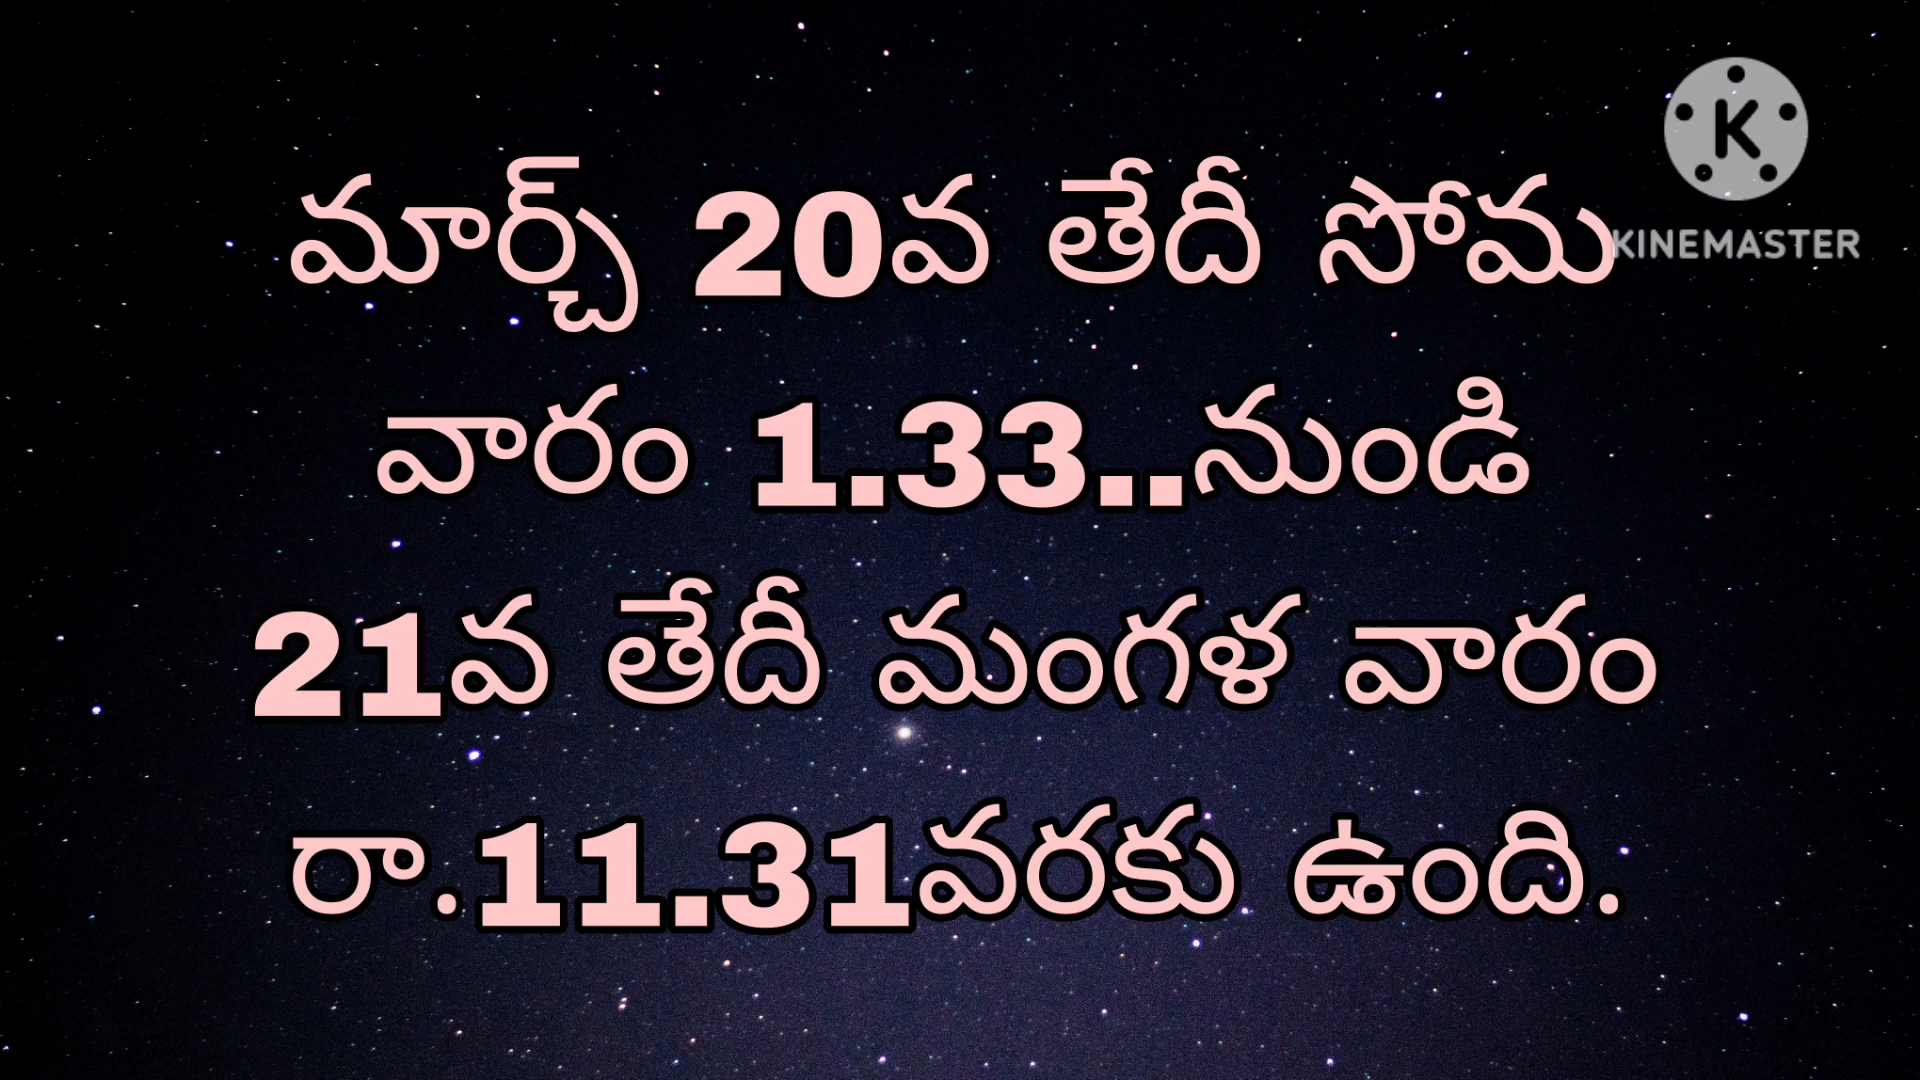 మార్చ్ 20వ తేదీ సోమ
వారం 1.33..నుండి
21వ తేదీ మంగళ వారం
రా.11.31వరకు ఉంది.
K
KINEMASTER